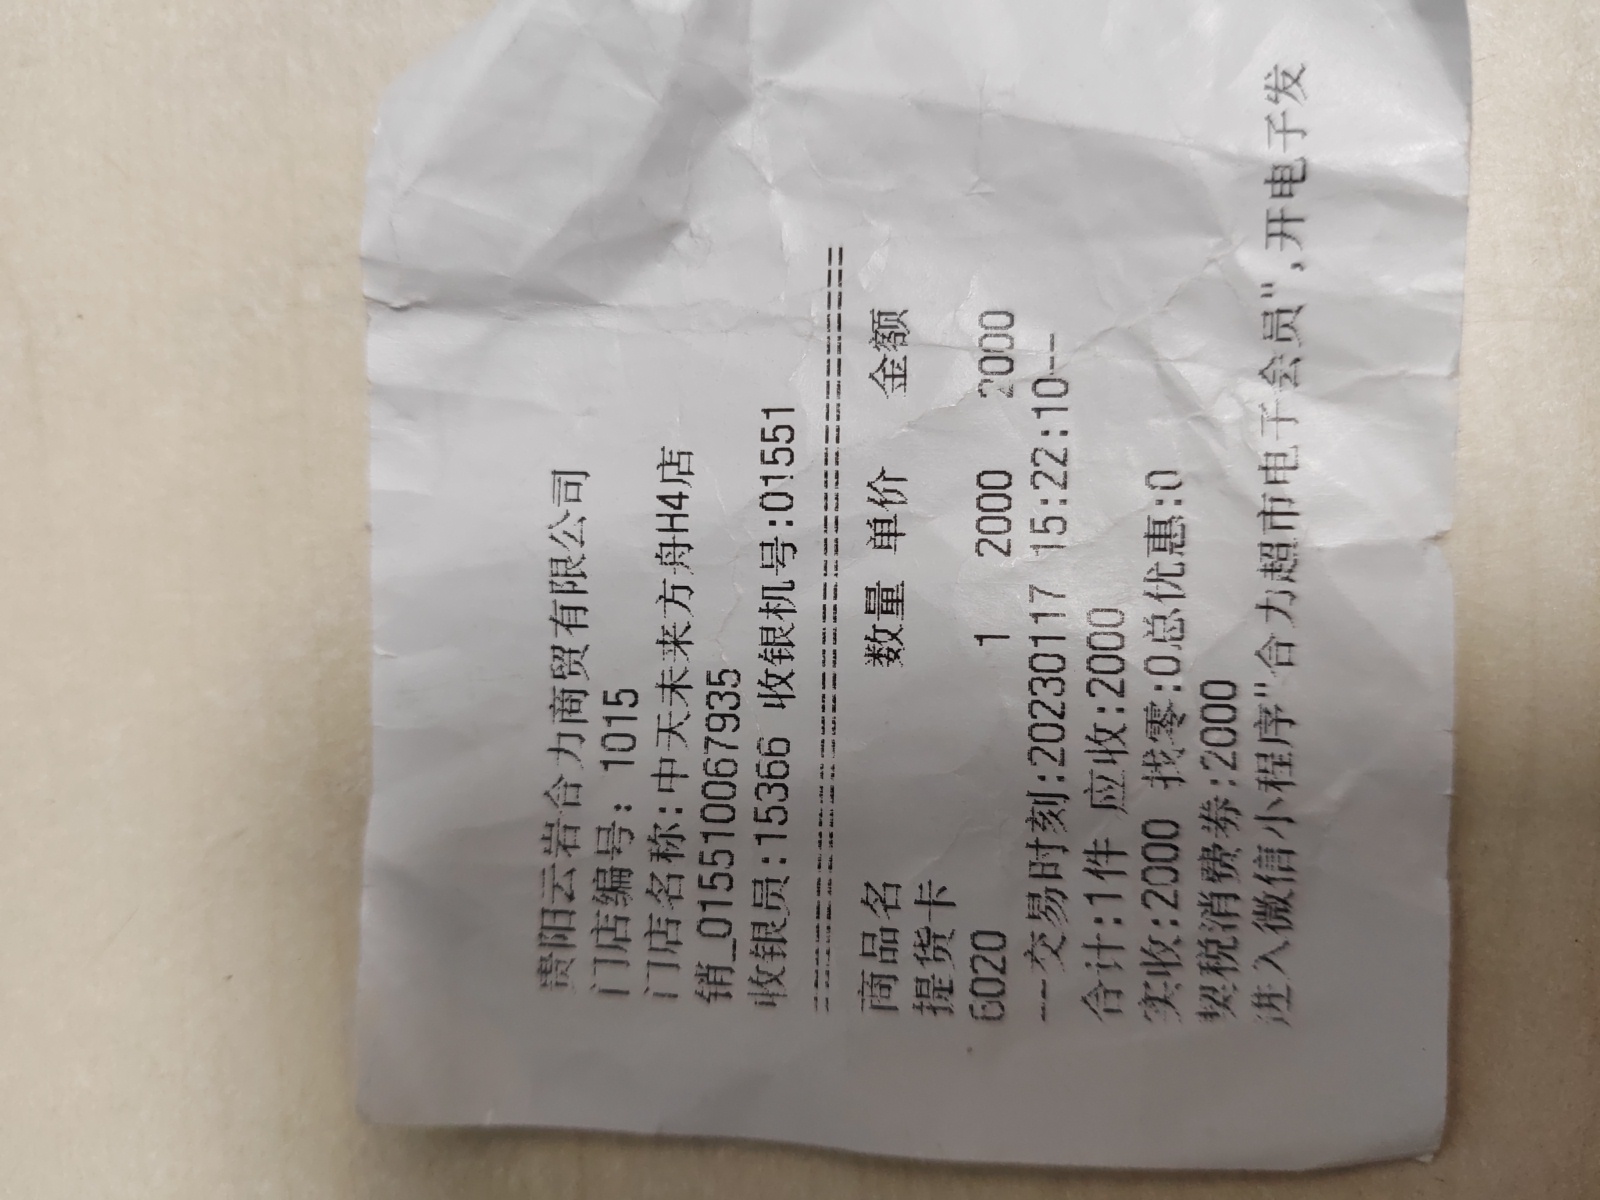 贵阳云岩合力商贸有限公司
门店编号: 1015
门店名称:中天未来方舟H4店
销_015510067935
收银员:15366 收银机号:01551
商品名 数量 单价 金额
提货卡
6020 1 2000 2000
---交易时刻:20230117 15:22:10---
合计:1件 应收:2000
实收:2000 找零:0总优惠:0
契税消费券:2000
进入微信小程序"合力超市电子会员",开电子发